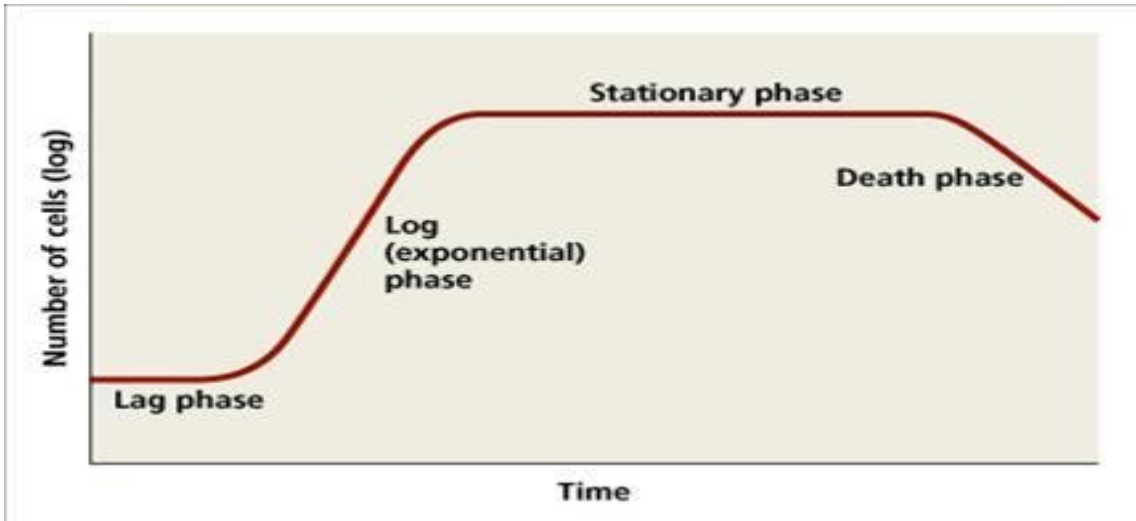 Number of cells (log)
Stationary phase
Death phase
Log
(exponential)
phase
Lag phase
Time